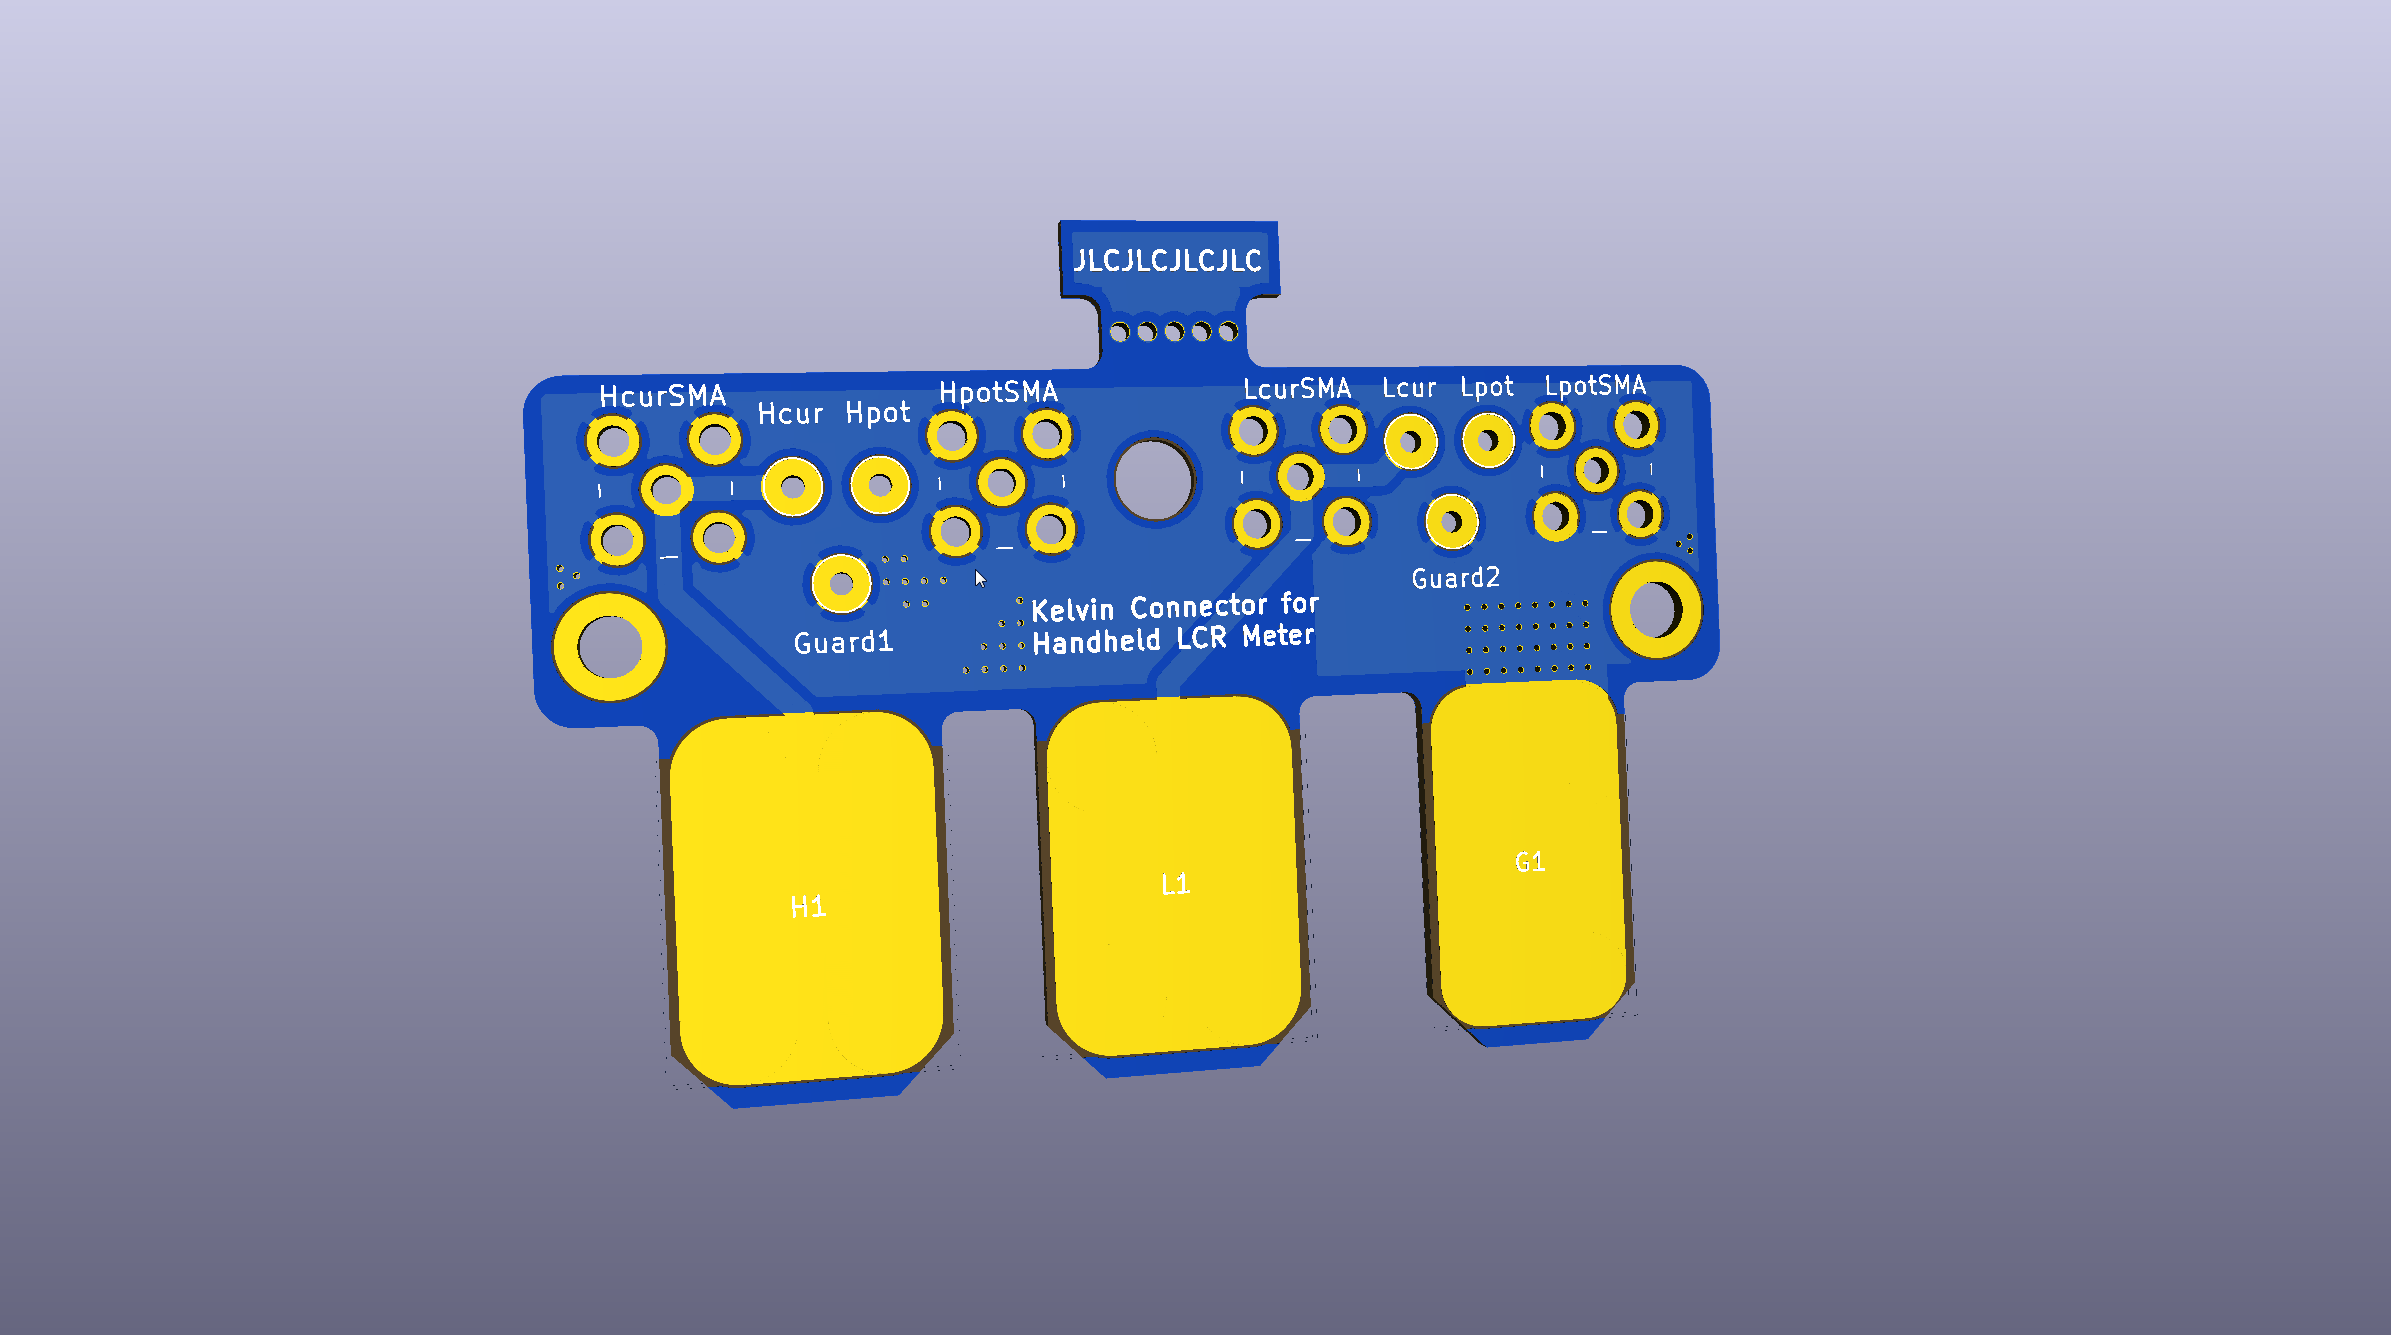 JLCJLCJLCJLC
HcurSMA
Hcur
Hpot
HpotSMA
LcurSMA
Lcur
Lpot
LpotSMA
Guard1
Kelvin Connector for
Handheld LCR Meter
Guard2
H1
L1
G1